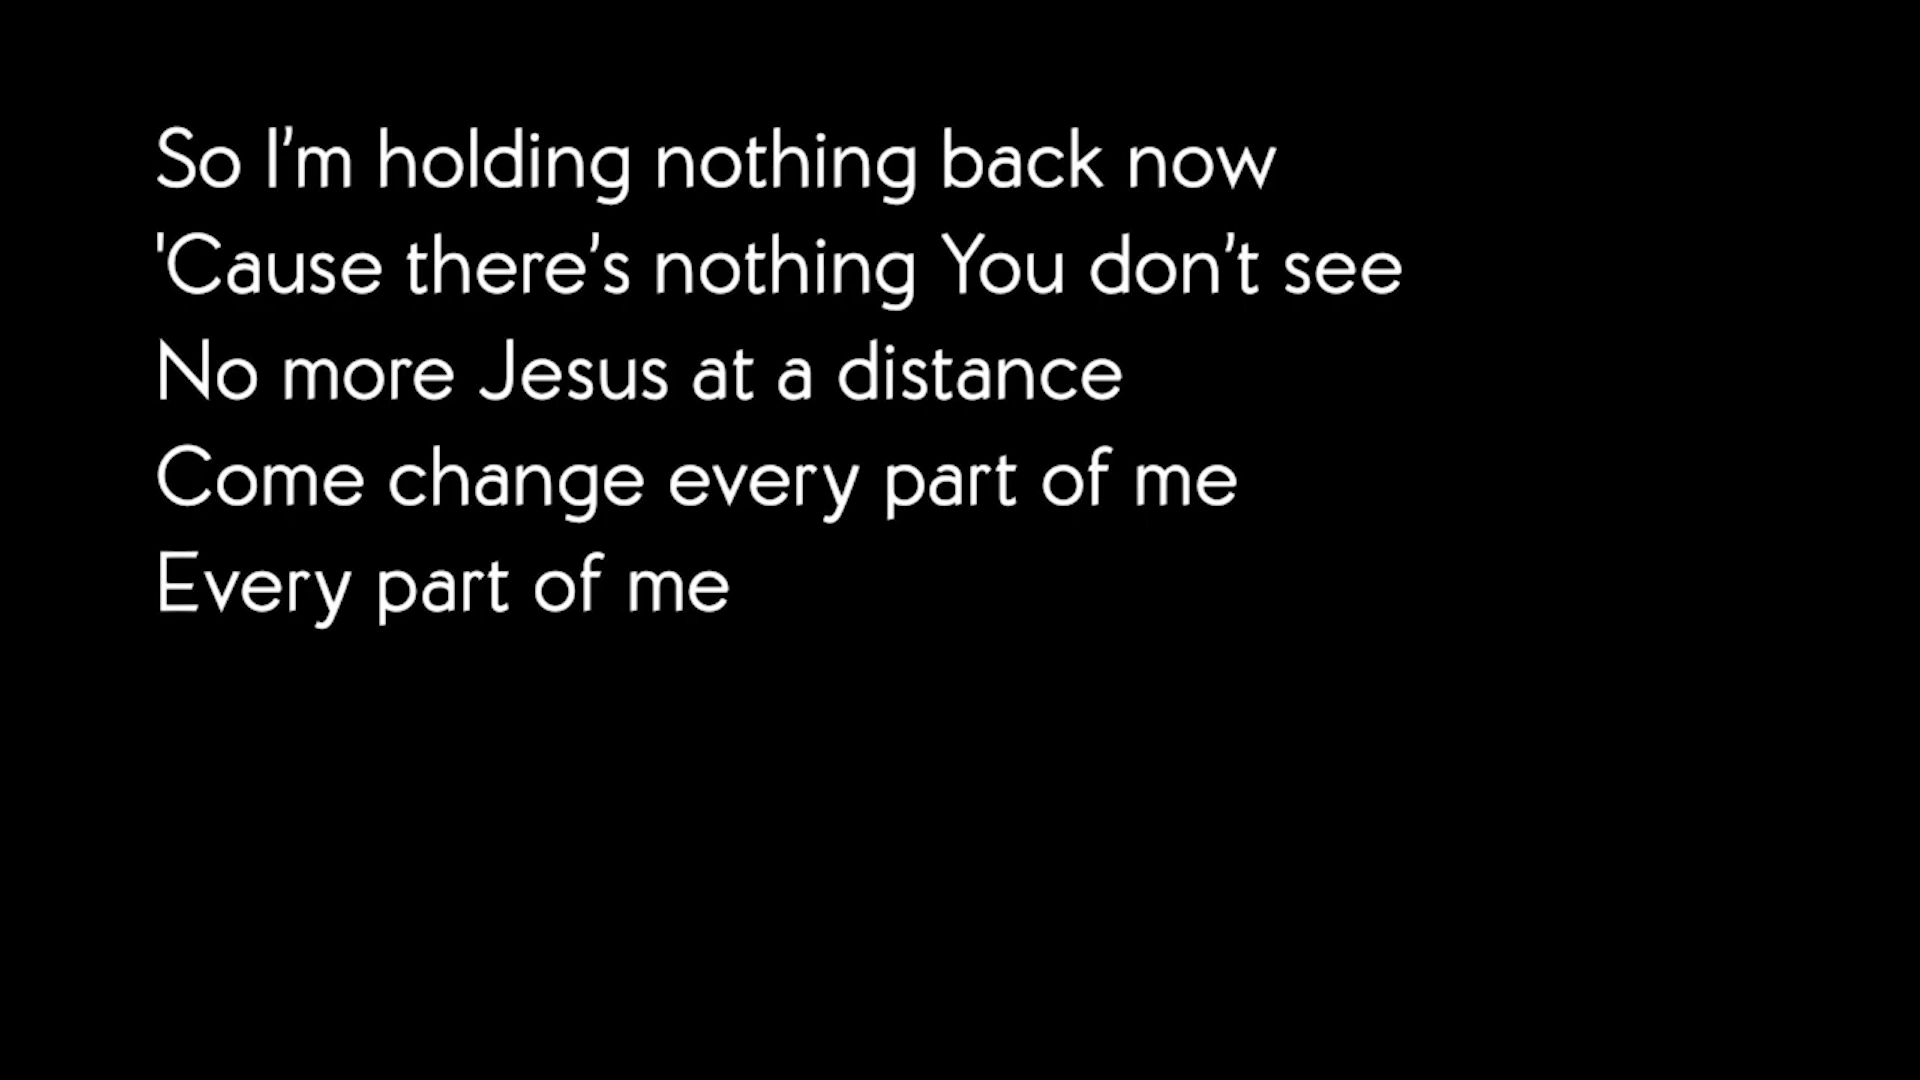 So I’m holding nothing back now
'Cause there’s nothing You don’t see
No more Jesus at a distance
Come change every part of me
Every part of me